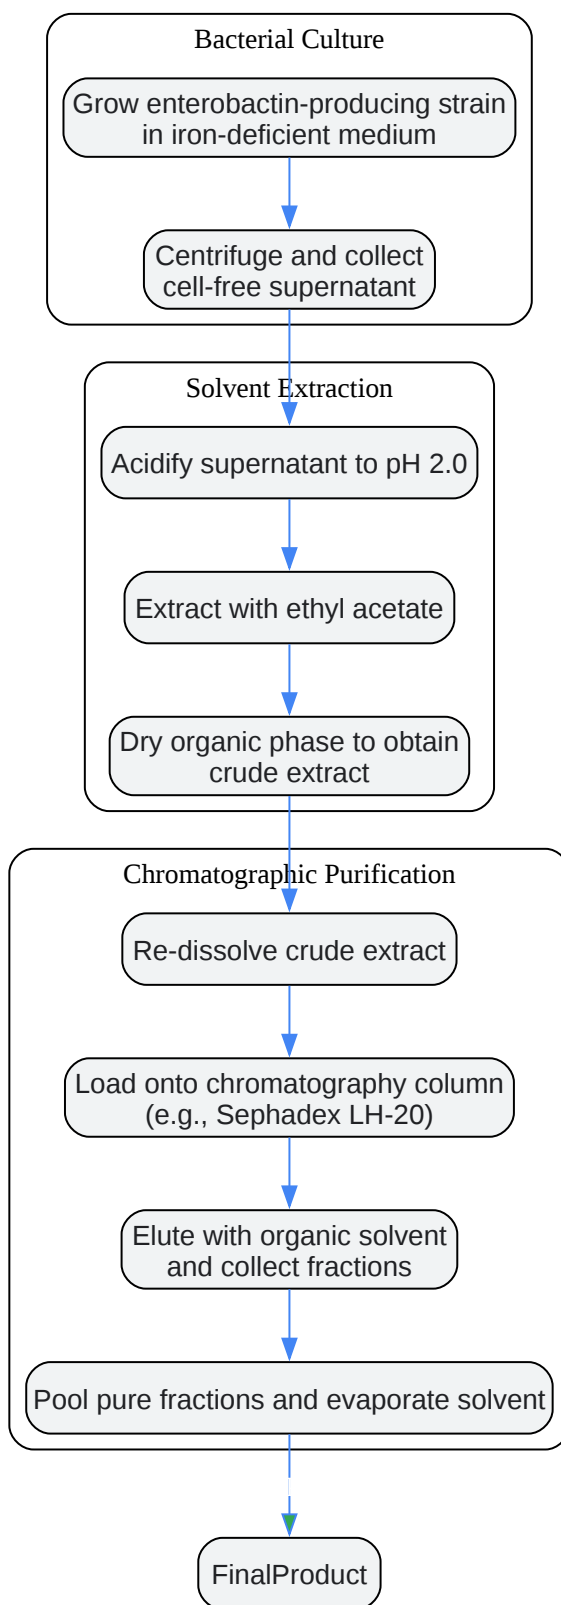 Bacterial Culture
Grow enterobactin-producing strain
in iron-deficient medium
Centrifuge and collect
cell-free supernatant
Solvent Extraction
Acidify supernatant to pH 2.0
Extract with ethyl acetate
Dry organic phase to obtain
crude extract
Chromatographic Purification
Re-dissolve crude extract
Load onto chromatography column
(e.g., Sephadex LH-20)
Elute with organic solvent
and collect fractions
Pool pure fractions and evaporate solvent
FinalProduct